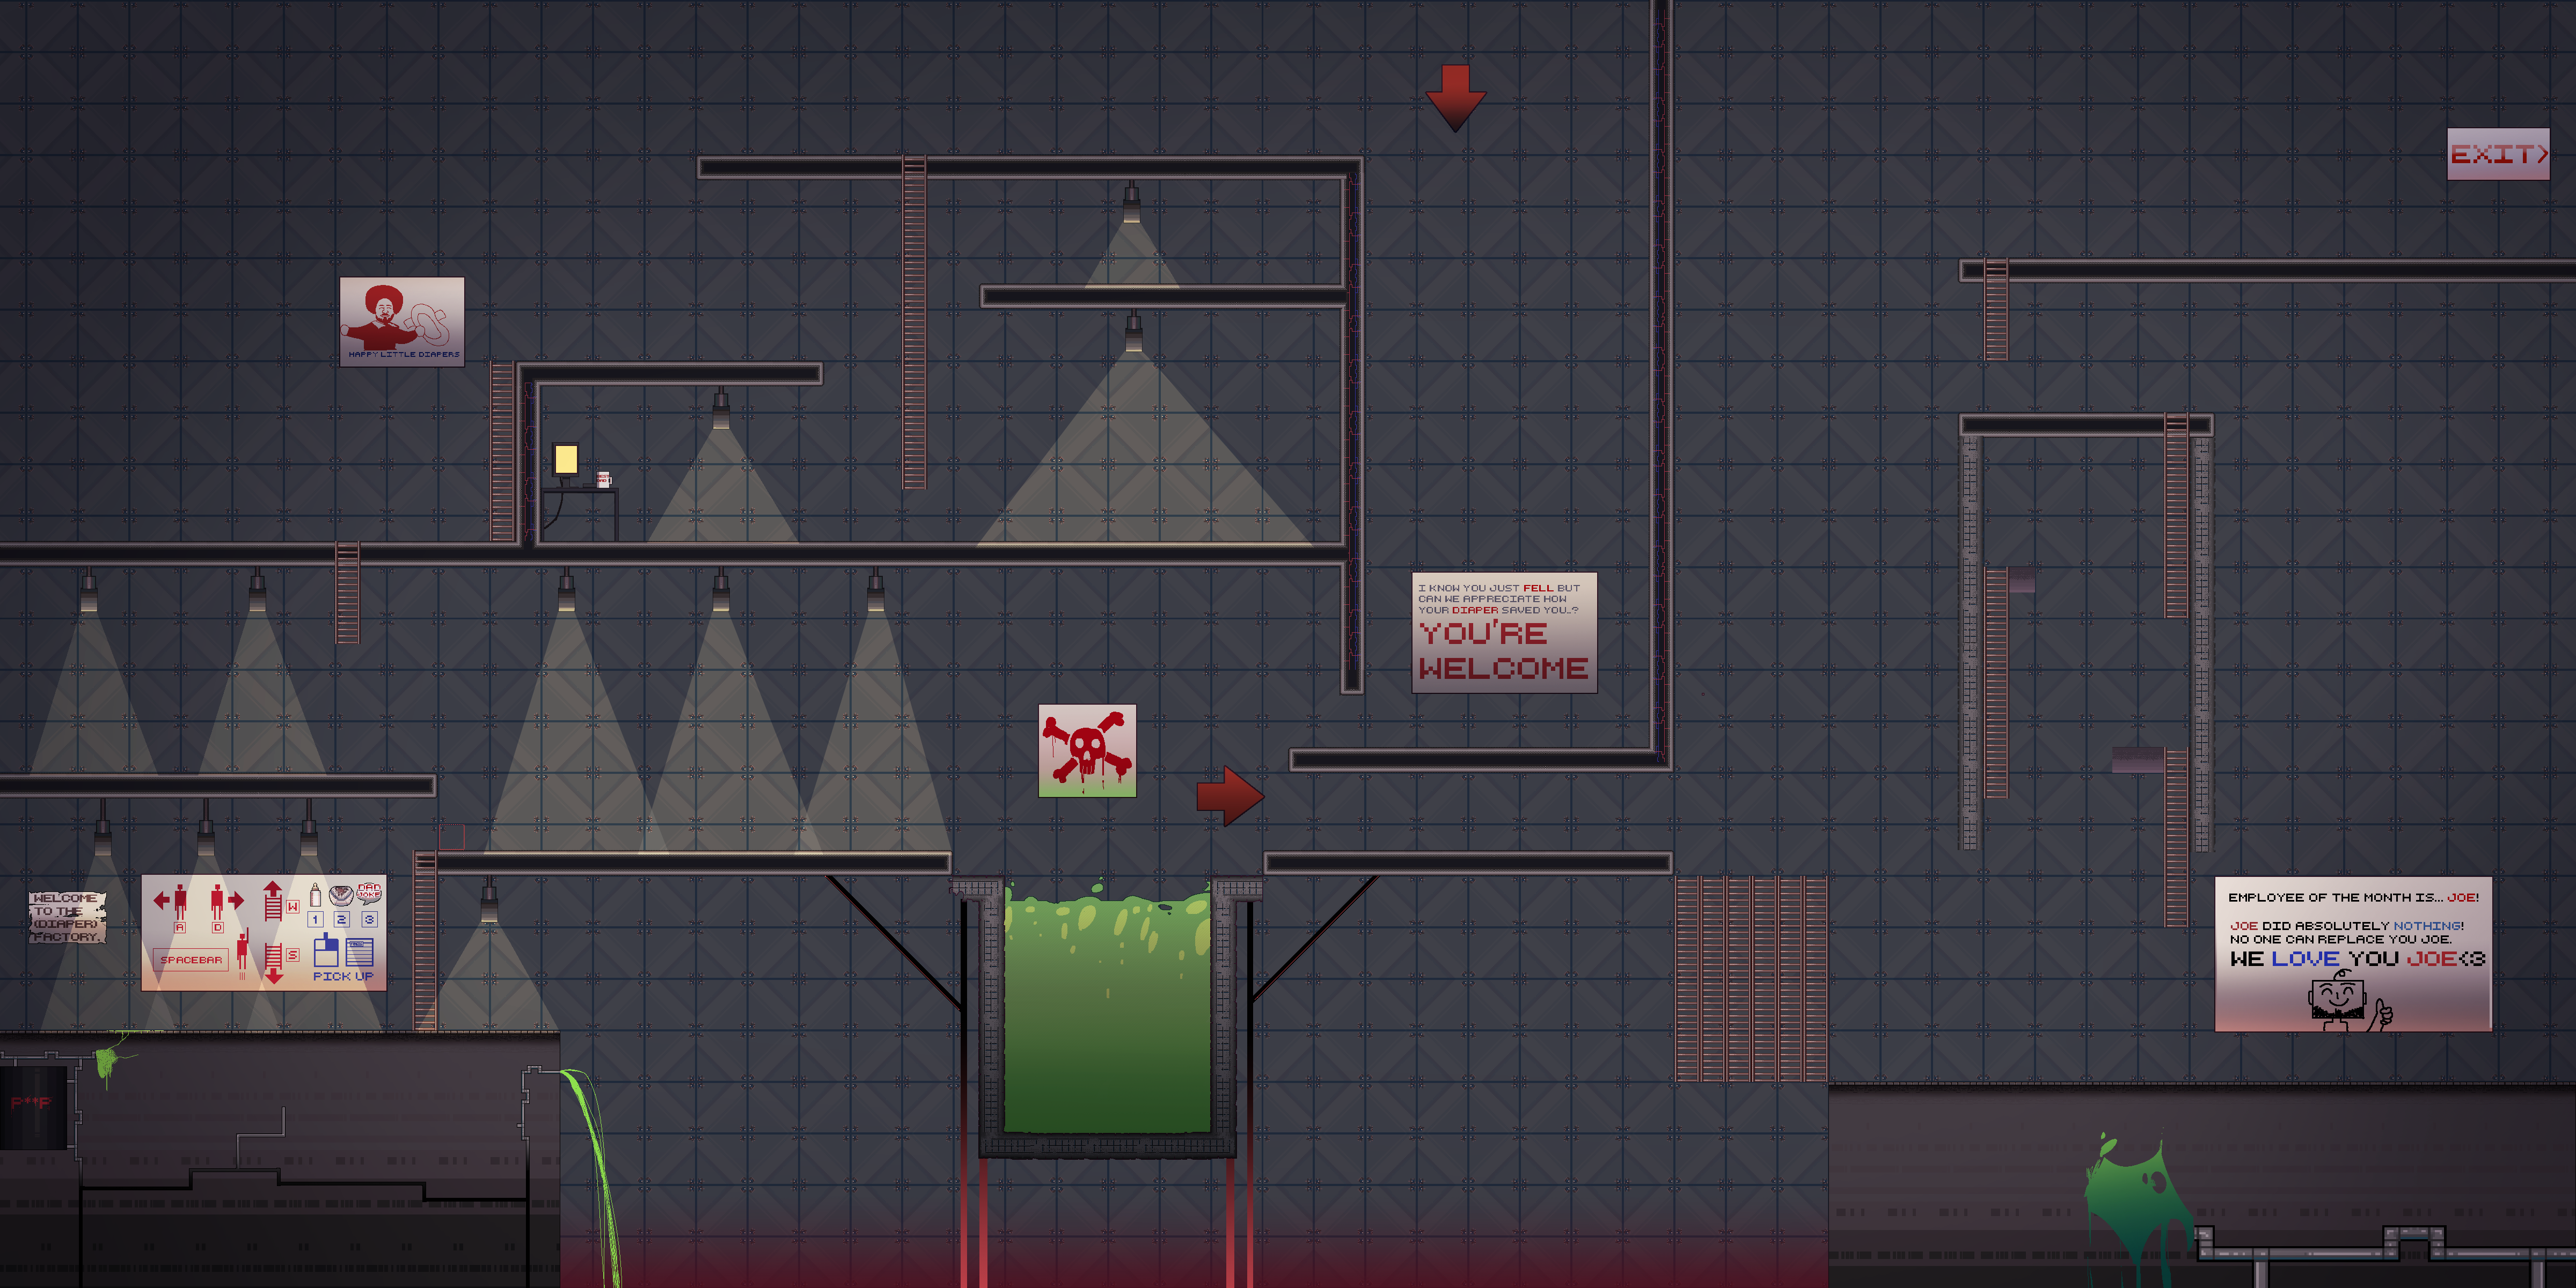 EXIT>
HAPPY LITTLE DIAPERS
I KNOW YOU JUST FELL BUT
CAN WE APPRECIATE HOW
YOUR DIAPER SAVED YOU..?
YOU'RE
WELCOME
WELCOME
TO THE
(DIAPER)
FACTORY.
A
D
W
DAD
JOKE
1
2
3
SPACEBAR
S
PICK UP
EMPLOYEE OF THE MONTH IS... JOE!
JOE DID ABSOLUTELY NOTHING!
NO ONE CAN REPLACE YOU JOE.
WE LOVE YOU JOE<3
P**P